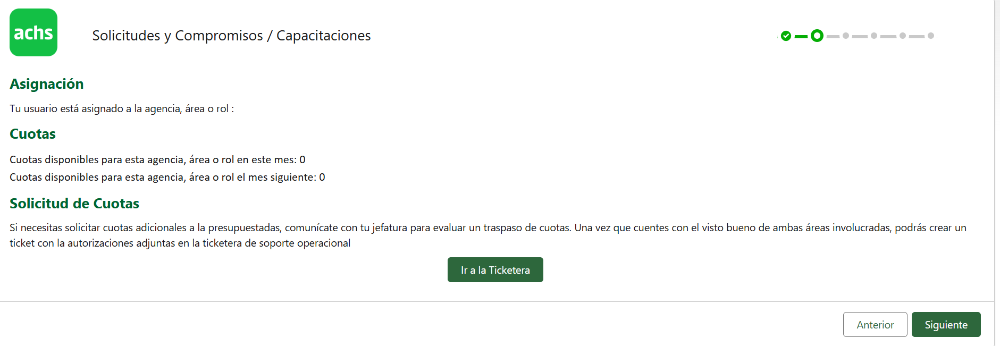 achs
Solicitudes y Compromisos / Capacitaciones
Asignación
Tu usuario está asignado a la agencia, área o rol :
Cuotas
Cuotas disponibles para esta agencia, área o rol en este mes: 0
Cuotas disponibles para esta agencia, área o rol el mes siguiente: 0
Solicitud de Cuotas
Si necesitas solicitar cuotas adicionales a la presupuestadas, comunícate con tu jefatura para evaluar un traspaso de cuotas. Una vez que cuentes con el visto bueno de ambas áreas involucradas, podrás crear un
ticket con la autorizaciones adjuntas en la ticketera de soporte operacional
Ir a la Ticketera
Anterior
Siguiente